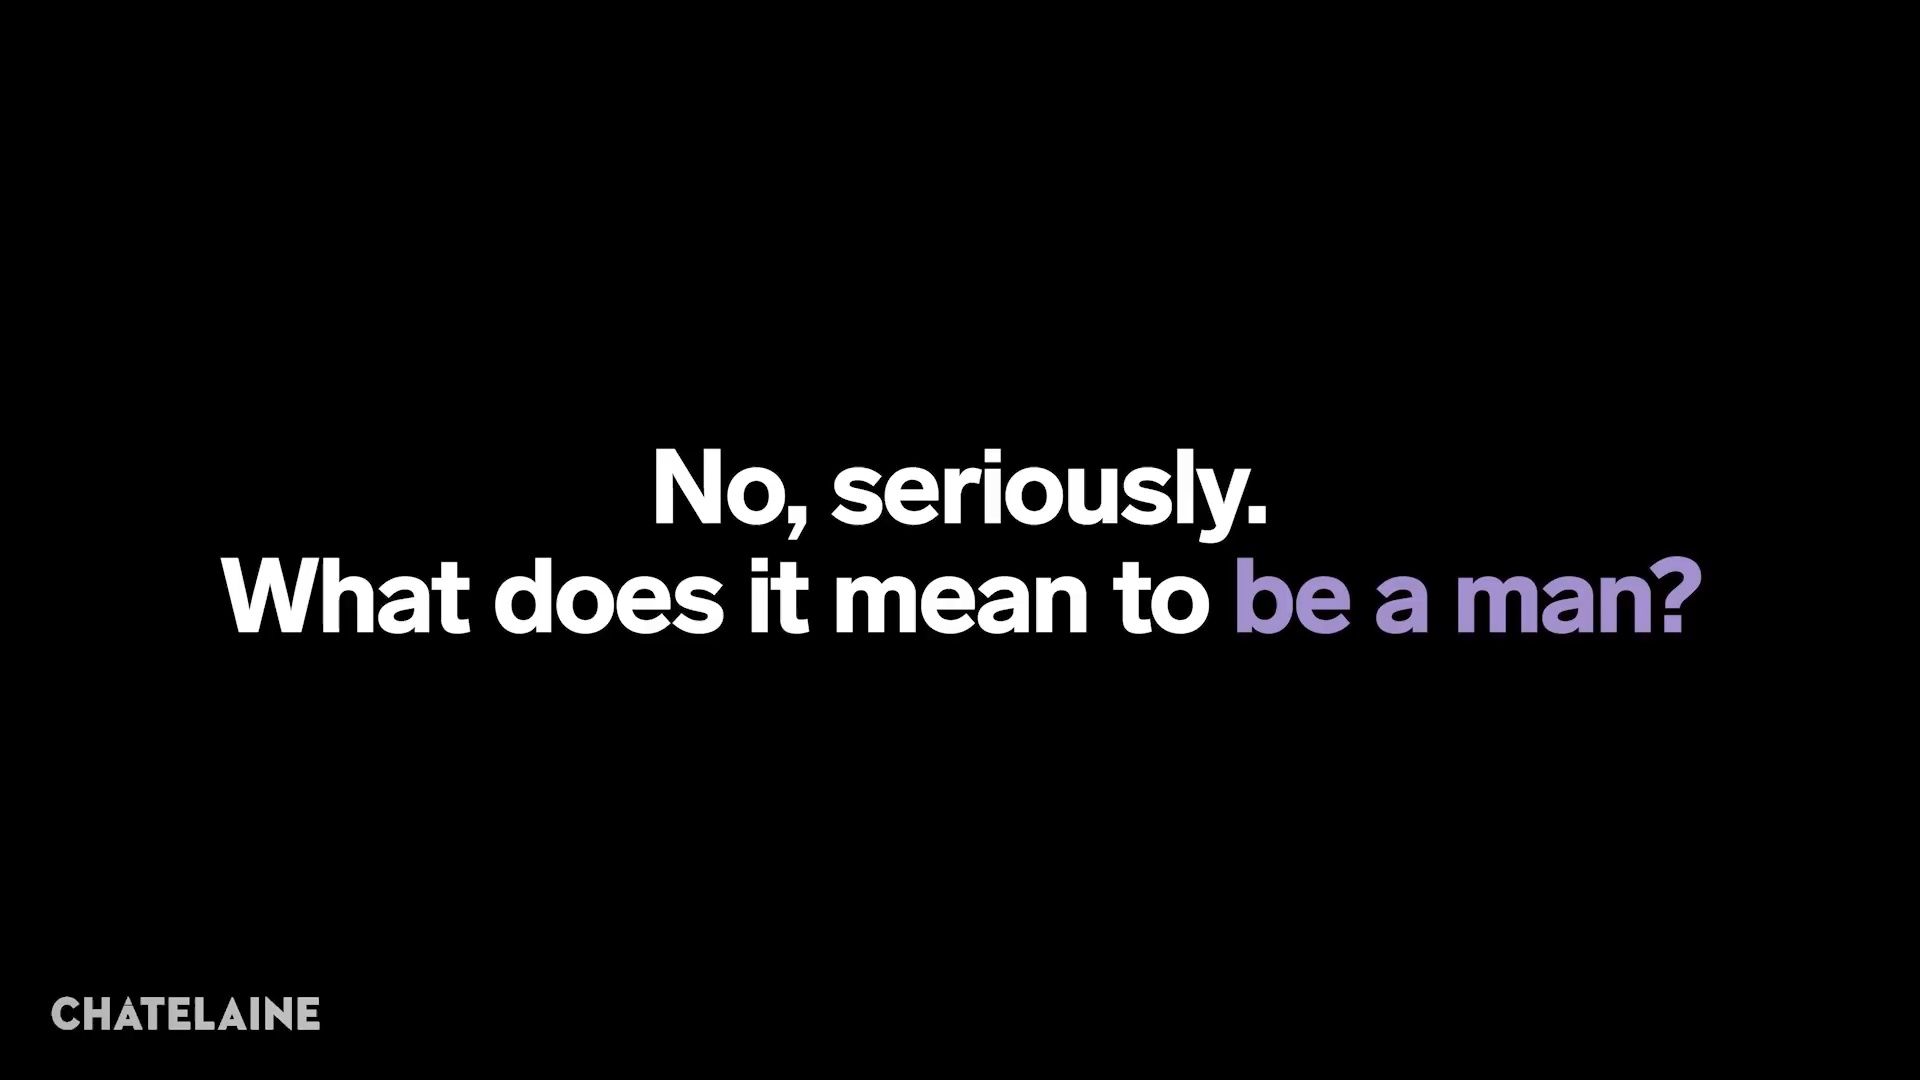 No, seriously.
What does it mean to be a man?
CHATELAINE